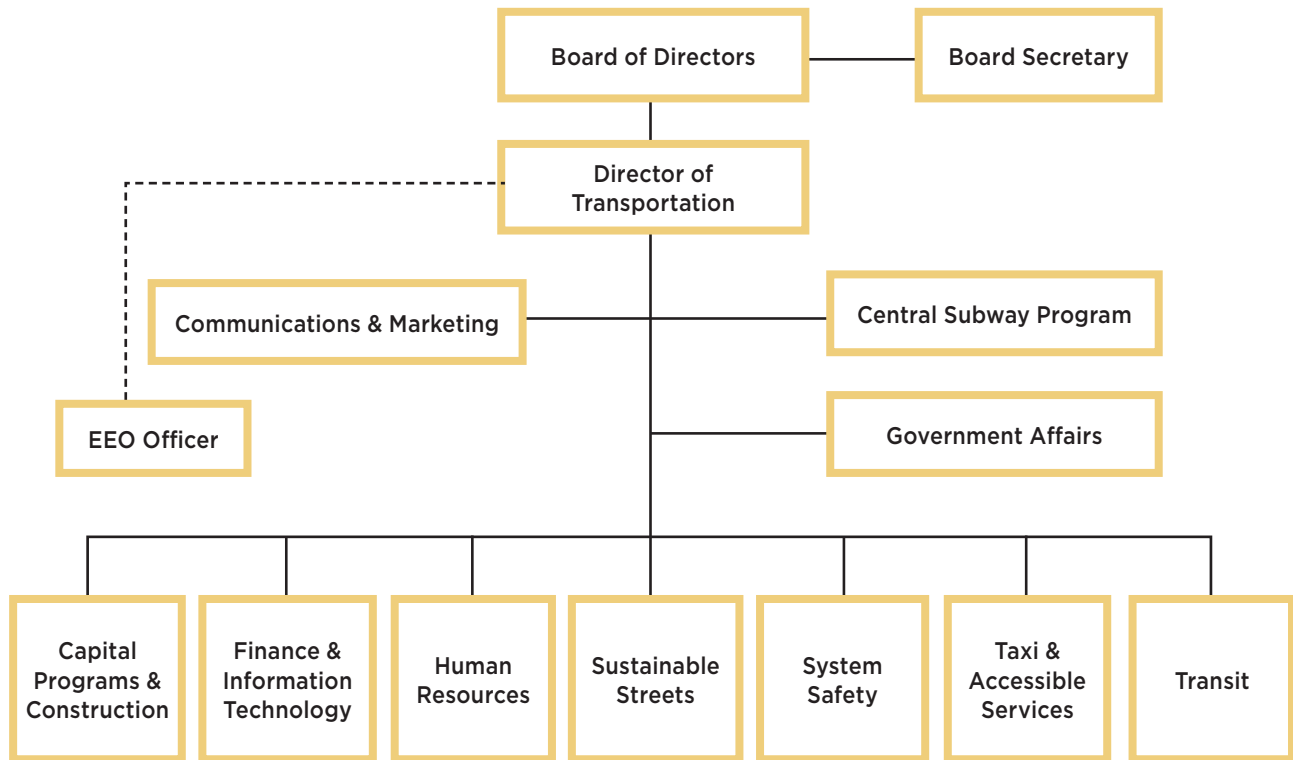 Board of Directors
Board Secretary
Director of
Transportation
Communications & Marketing
Central Subway Program
EEO Officer
Government Affairs
Capital
Programs &
Construction
Finance &
Information
Technology
Human
Resources
Sustainable
Streets
System
Safety
Taxi &
Accessible
Services
Transit